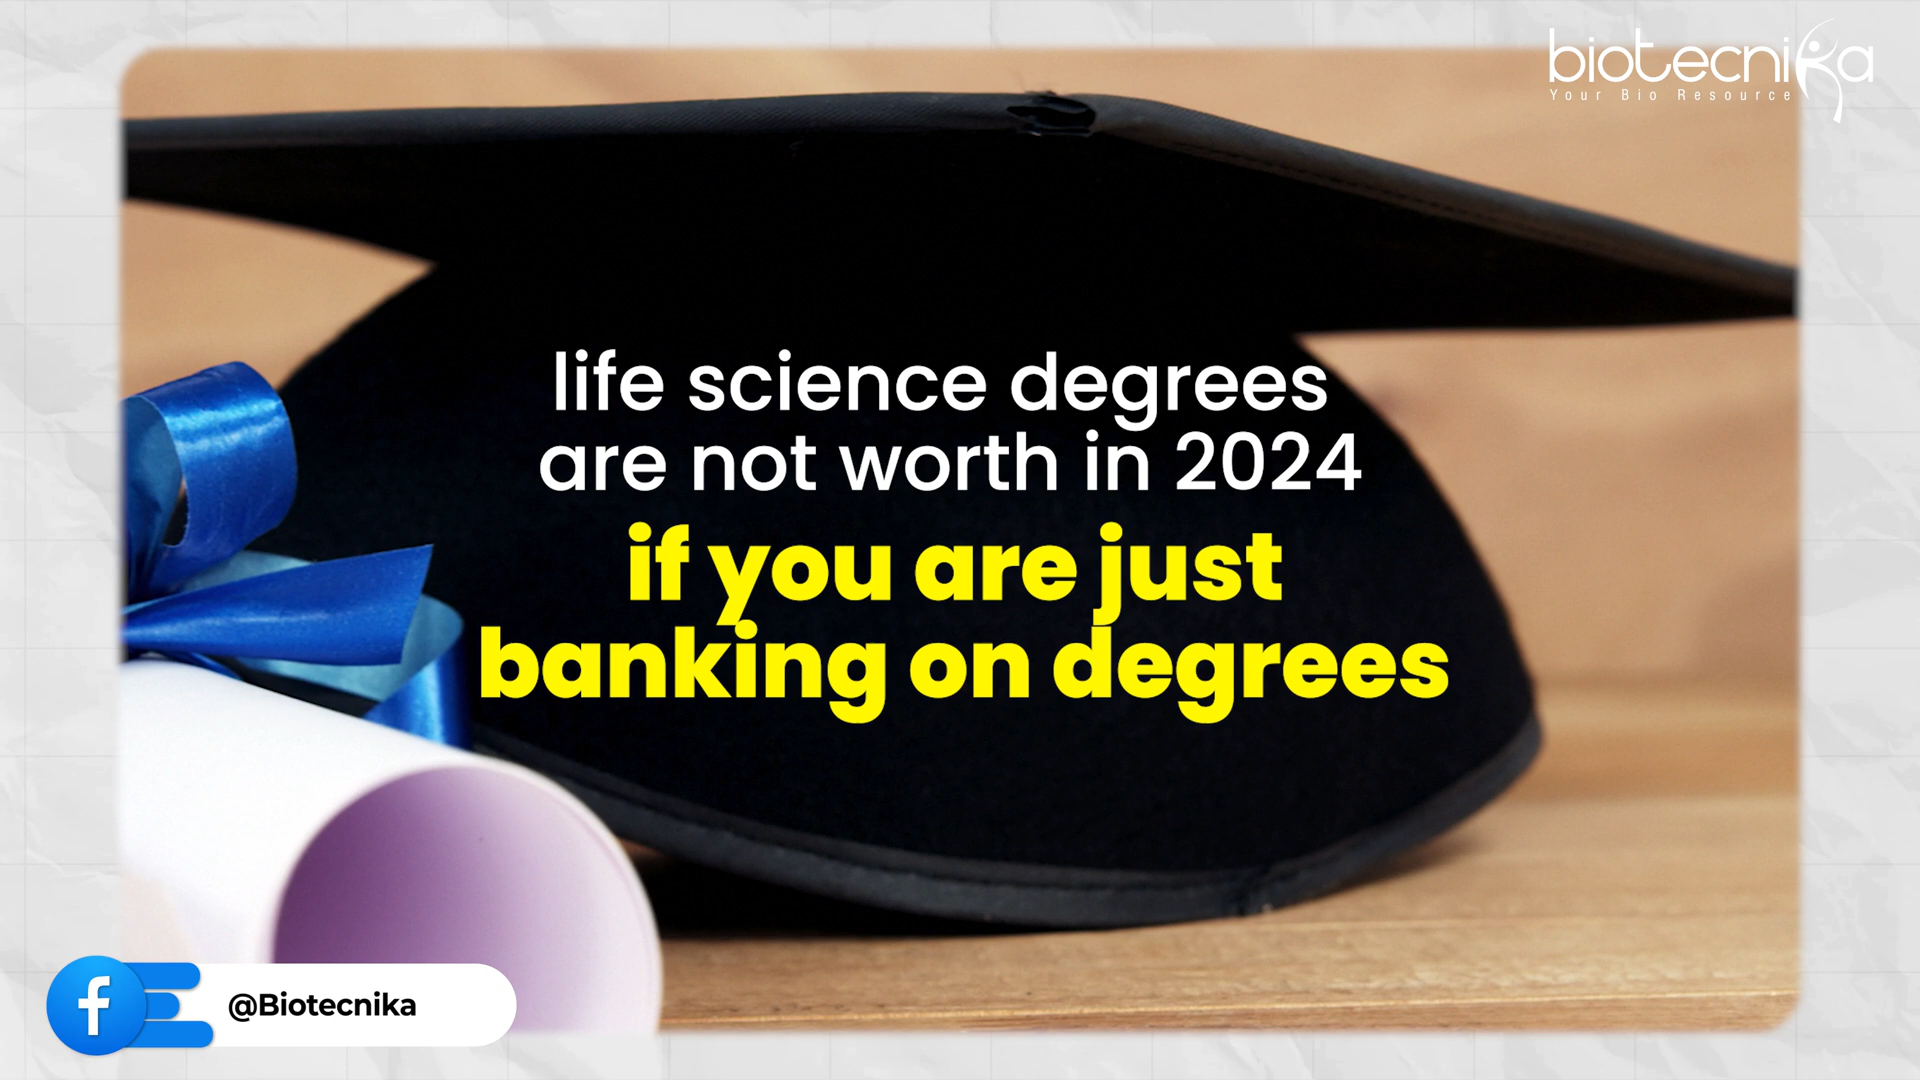 biotecnika
Your Bio Resource
life science degrees
are not worth in 2024
if you are just
banking on degrees
@Biotecnika